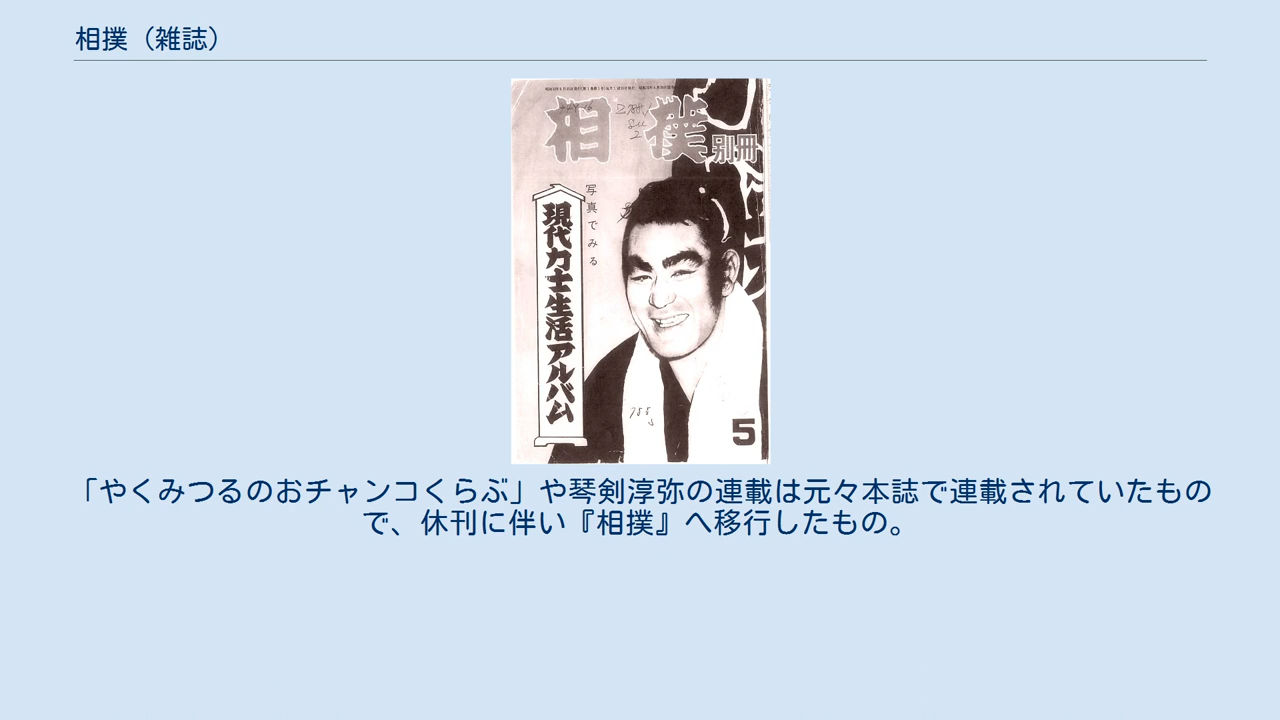 相撲（雑誌）
相撲別冊
写真でみる
現代力士生活アルバム
5
「やくみつるのおチャンコくらぶ」や琴剣淳弥の連載は元々本誌で連載されていたもの
で、休刊に伴い『相撲』へ移行したもの。